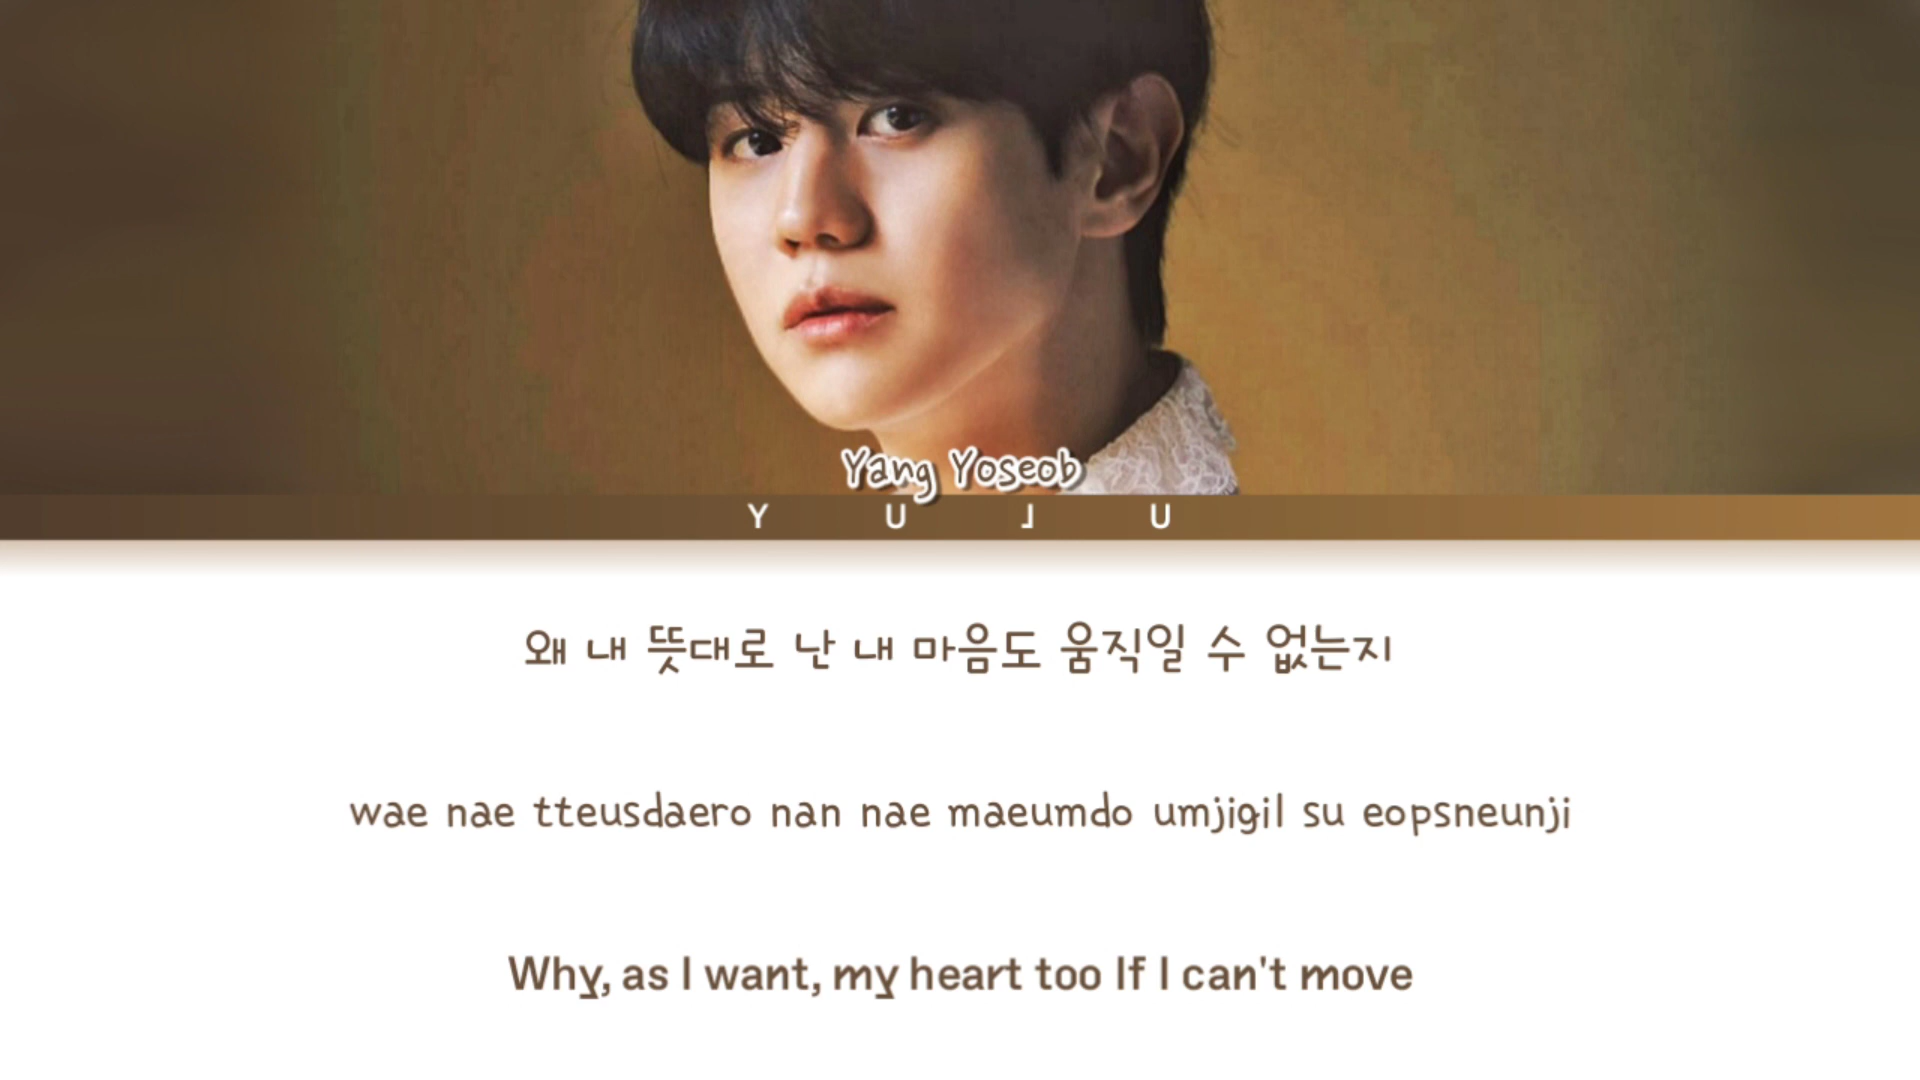 Yang Yoseob
Y U J U
왜 내 뜻대로 난 내 마음도 움직일 수 없는지
wae nae tteusdaero nan nae maeumdo umjigil su eopsneunji
Why, as I want, my heart too If I can't move